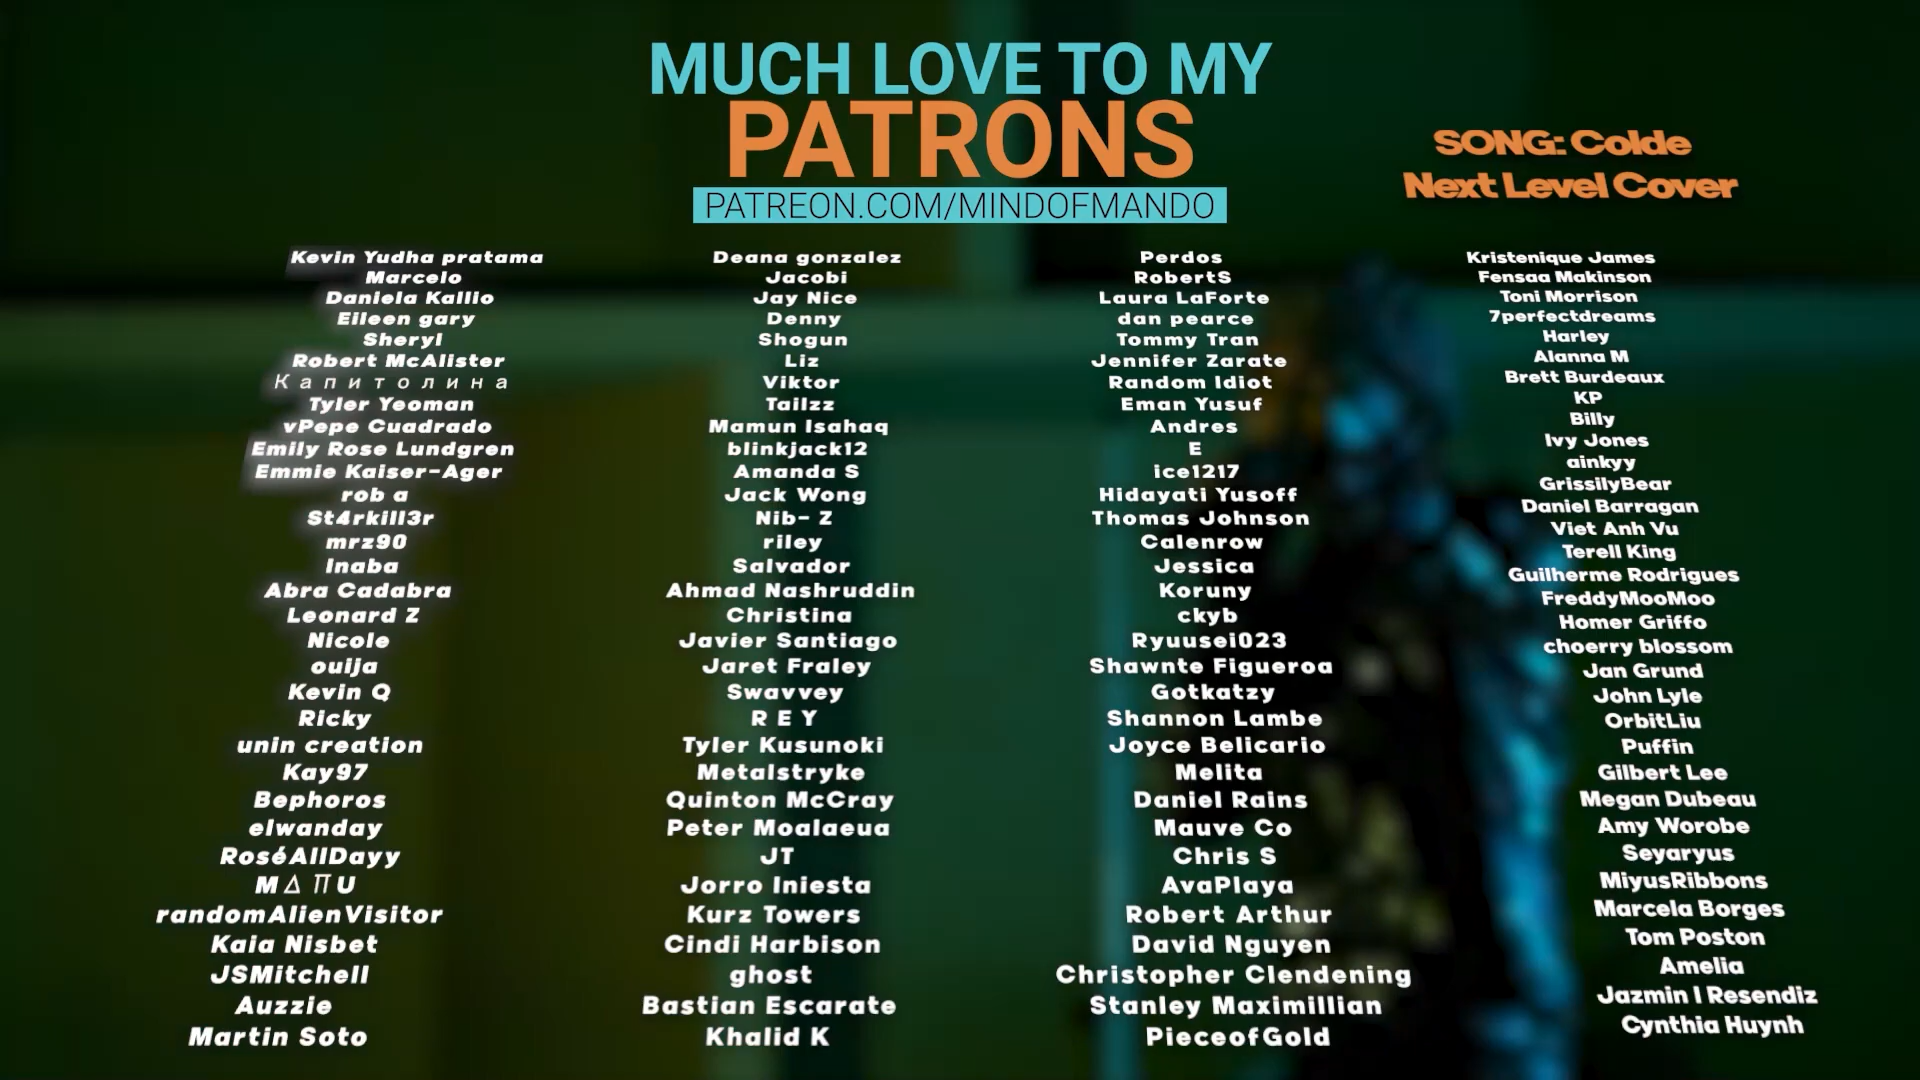 MUCH LOVE TO MY
PATRONS
PATREON.COM/MINDOFMANDO
SONG: Colde
Next Level Cover
Kevin Yudha pratama
Marcelo
Daniela Kallio
Eileen gary
Sheryl
Robert McAlister
Капитолина
Tyler Yeoman
vPepe Cuadrado
Emily Rose Lundgren
Emmie Kaiser-Ager
rob a
St4rkill3r
mrz90
Inaba
Abra Cadabra
Leonard Z
Nicole
ouija
Kevin Q
Ricky
unin creation
Kay97
Bephoros
elwanday
RoséAllDayy
M Δ π U
randomAlienVisitor
Kaia Nisbet
JSMitchell
Auzzie
Martin Soto
Deana gonzalez
Jacobi
Jay Nice
Denny
Shogun
Liz
Viktor
Tailzz
Mamun Isahaq
blinkjack12
Amanda S
Jack Wong
Nib- Z
riley
Salvador
Ahmad Nashruddin
Christina
Javier Santiago
Jaret Fraley
Swavvey
R E Y
Tyler Kusunoki
Metalstryke
Quinton McCray
Peter Moalaeua
JT
Jorro Iniesta
Kurz Towers
Cindi Harbison
ghost
Bastian Escarate
Khalid K
Perdos
RobertS
Laura LaForte
dan pearce
Tommy Tran
Jennifer Zarate
Random Idiot
Eman Yusuf
Andres
E
ice1217
Hidayati Yusoff
Thomas Johnson
Calenrow
Jessica
Koruny
ckyb
Ryuusei023
Shawnte Figueroa
Gotkatzy
Shannon Lambe
Joyce Belicario
Melita
Daniel Rains
Mauve Co
Chris S
AvaPlaya
Robert Arthur
David Nguyen
Christopher Clendening
Stanley Maximillian
PieceofGold
Kristenique James
Fensaa Makinson
Toni Morrison
7perfectdreams
Harley
Alanna M
Brett Burdeaux
KP
Billy
Ivy Jones
ainkyy
GrissilyBear
Daniel Barragan
Viet Anh Vu
Terell King
Guilherme Rodrigues
FreddyMooMoo
Homer Griffo
choerry blossom
Jan Grund
John Lyle
OrbitLiu
Puffin
Gilbert Lee
Megan Dubeau
Amy Worobe
Seyaryus
MiyusRibbons
Marcela Borges
Tom Poston
Amelia
Jazmin I Resendiz
Cynthia Huynh